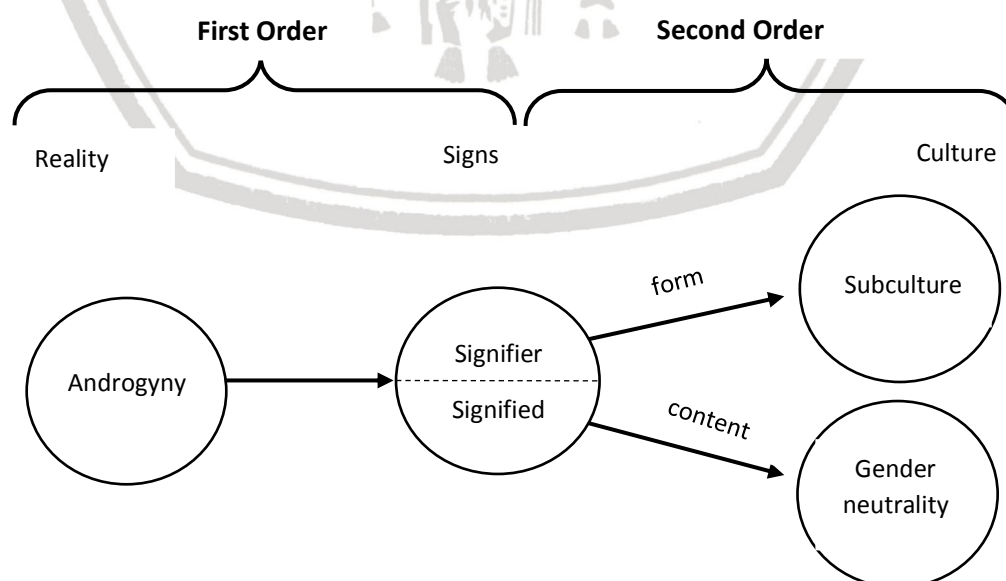 First Order
Second Order
Reality
Signs
Culture
form
Subculture
Signifier
Androgyny
Signified
content
Gender
neutrality